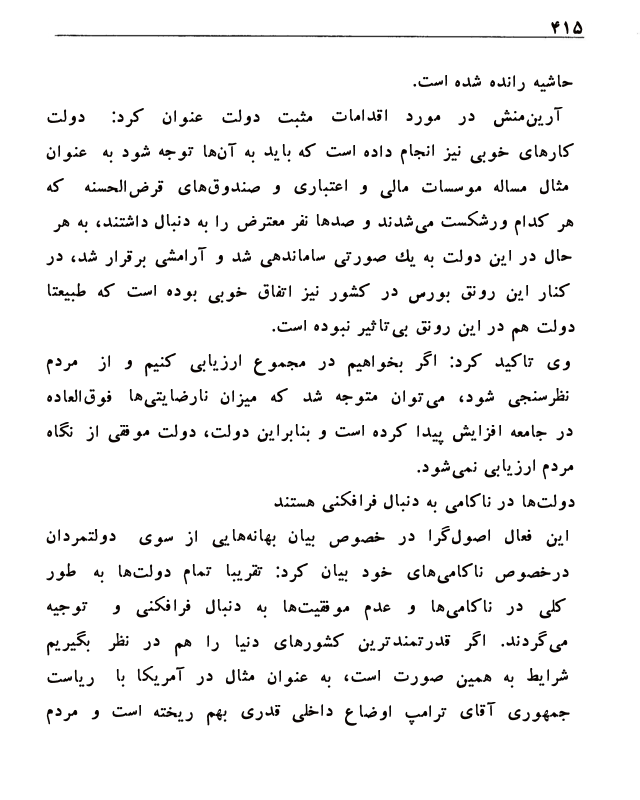 ۴۱۵
حاشیه رانده شده است.
آرین‌منش در مورد اقدامات مثبت دولت عنوان کرد: دولت
کارهای خوبی نیز انجام داده است که باید به آن‌ها توجه شود به عنوان
مثال مساله موسسات مالی و اعتباری و صندوق‌های قرض‌الحسنه که
هر کدام ورشکست می‌شدند و صدها نفر معترض را به دنبال داشتند، به هر
حال در این دولت به یك صورتی ساماندهی شد و آرامشی برقرار شد، در
کنار این رونق بورس در کشور نیز اتفاق خوبی بوده است که طبیعتا
دولت هم در این رونق بی‌تاثیر نبوده است.
وی تاکید کرد: اگر بخواهیم در مجموع ارزیابی کنیم و از مردم
نظرسنجی شود، می‌توان متوجه شد که میزان نارضایتی‌ها فوق‌العاده
در جامعه افزایش پیدا کرده است و بنابراین دولت، دولت موفقی از نگاه
مردم ارزیابی نمی‌شود.
دولت‌ها در ناکامی به دنبال فرافکنی هستند
این فعال اصول‌گرا در خصوص بیان بهانه‌هایی از سوی دولتمردان
درخصوص ناکامی‌های خود بیان کرد: تقریبا تمام دولت‌ها به طور
کلی در ناکامی‌ها و عدم موفقیت‌ها به دنبال فرافکنی و توجیه
می‌گردند. اگر قدرتمندترین کشورهای دنیا را هم در نظر بگیریم
شرایط به همین صورت است، به عنوان مثال در آمریکا با ریاست
جمهوری آقای ترامپ اوضاع داخلی قدری بهم ریخته است و مردم